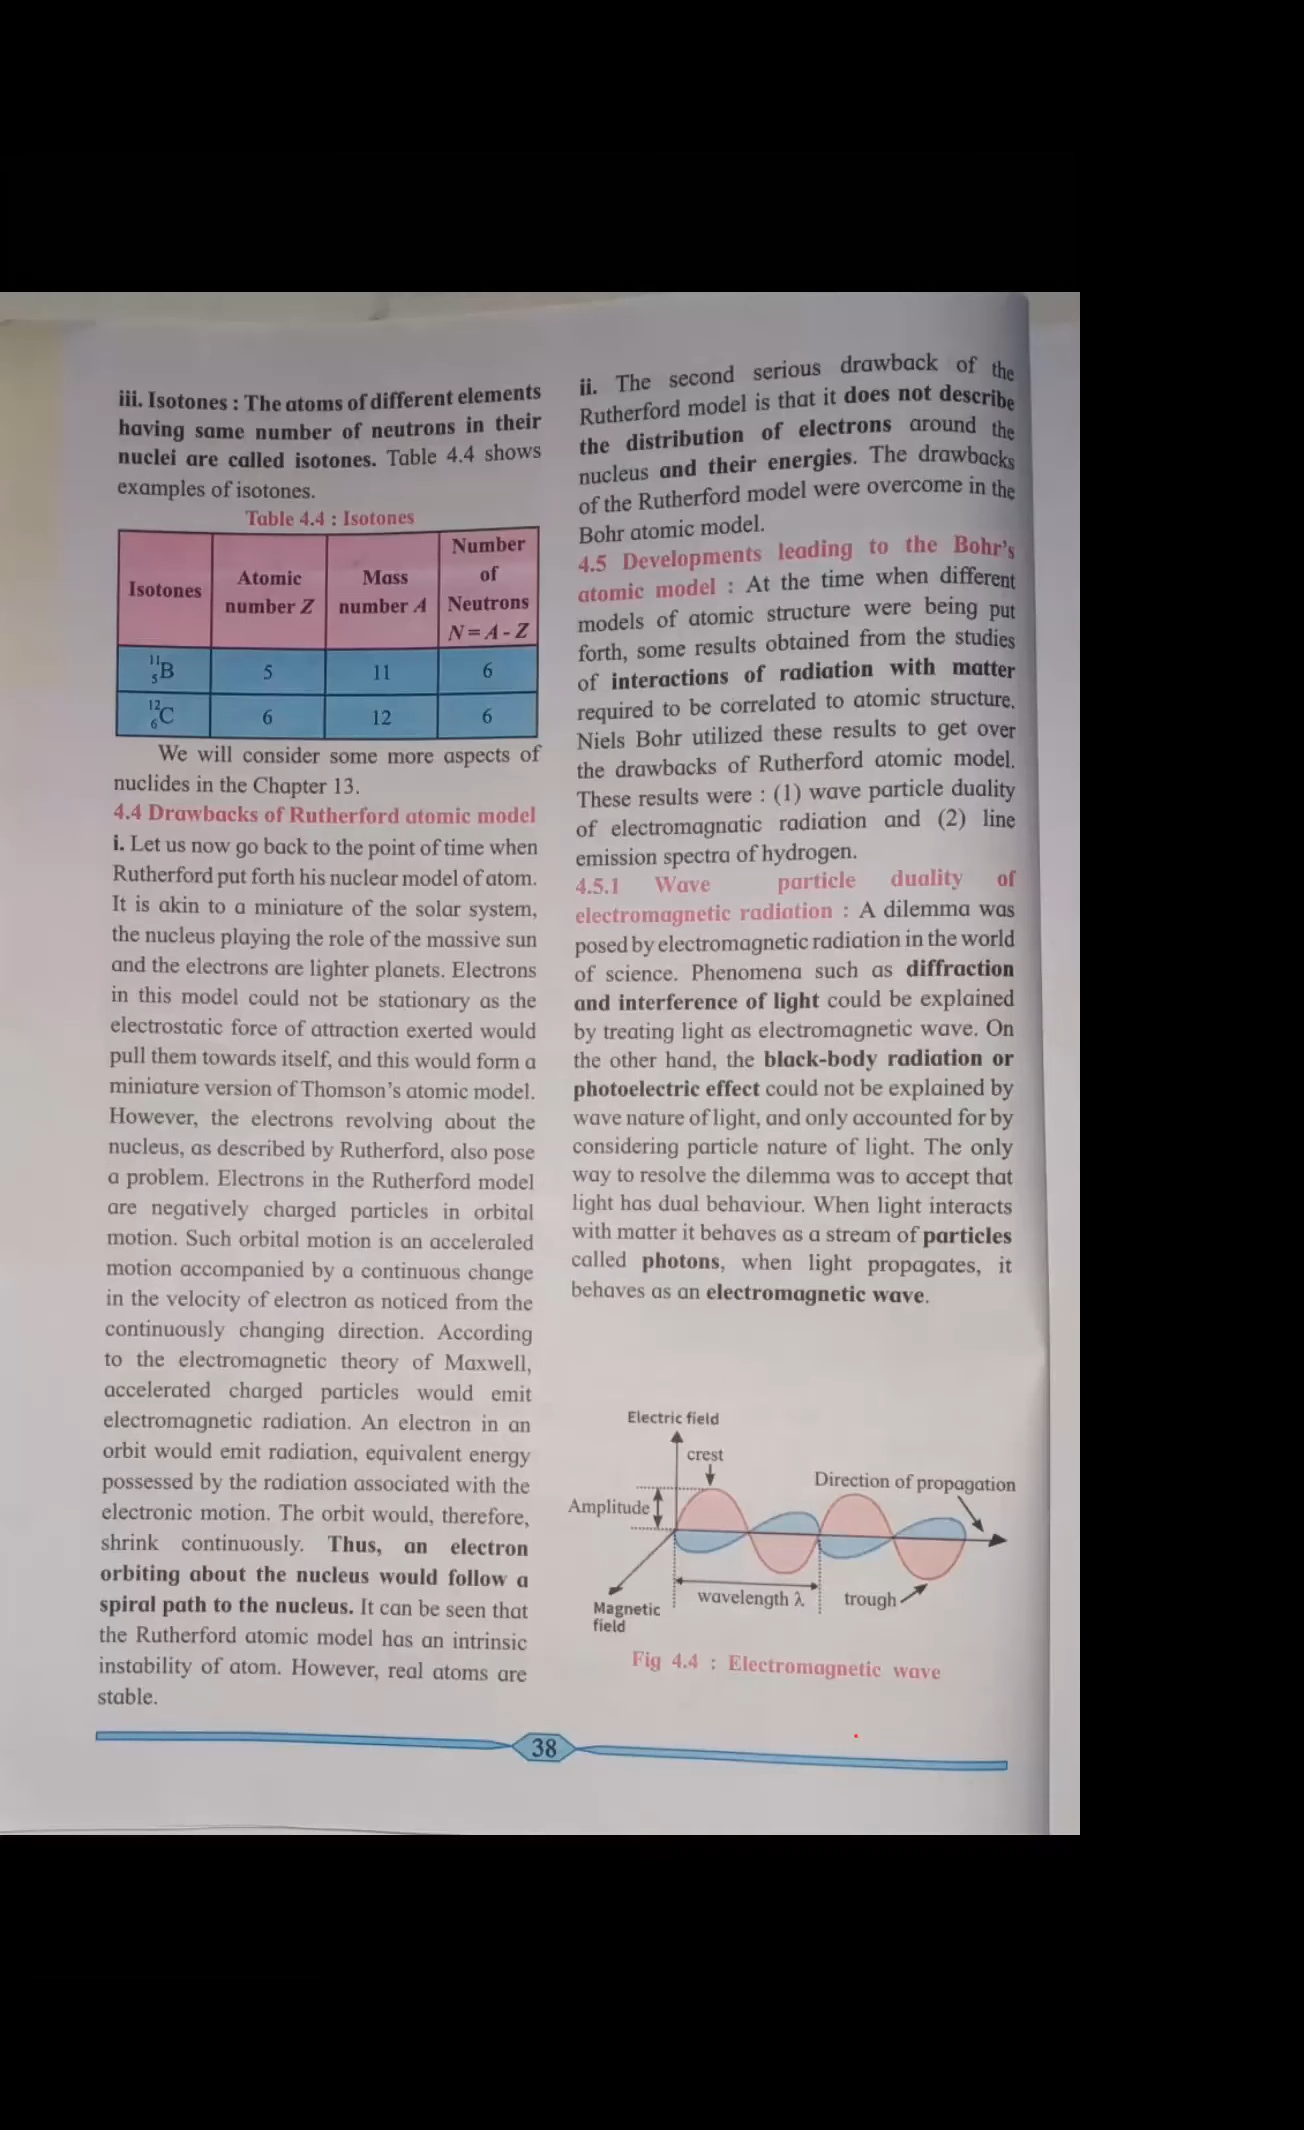 iii. Isotones : The atoms of different elements
having same number of neutrons in their
nuclei are called isotones. Table 4.4 shows
examples of isotones.
Table 4.4 : Isotones
Isotones | Atomic number Z | Mass number A | Number of Neutrons N = A - Z
¹¹₅B | 5 | 11 | 6
¹²₆C | 6 | 12 | 6
We will consider some more aspects of
nuclides in the Chapter 13.
4.4 Drawbacks of Rutherford atomic model
i. Let us now go back to the point of time when
Rutherford put forth his nuclear model of atom.
It is akin to a miniature of the solar system,
the nucleus playing the role of the massive sun
and the electrons are lighter planets. Electrons
in this model could not be stationary as the
electrostatic force of attraction exerted would
pull them towards itself, and this would form a
miniature version of Thomson's atomic model.
However, the electrons revolving about the
nucleus, as described by Rutherford, also pose
a problem. Electrons in the Rutherford model
are negatively charged particles in orbital
motion. Such orbital motion is an acceleraled
motion accompanied by a continuous change
in the velocity of electron as noticed from the
continuously changing direction. According
to the electromagnetic theory of Maxwell,
accelerated charged particles would emit
electromagnetic radiation. An electron in an
orbit would emit radiation, equivalent energy
possessed by the radiation associated with the
electronic motion. The orbit would, therefore,
shrink continuously. Thus, an electron
orbiting about the nucleus would follow a
spiral path to the nucleus. It can be seen that
the Rutherford atomic model has an intrinsic
instability of atom. However, real atoms are
stable.
ii. The second serious drawback of the
Rutherford model is that it does not describe
the distribution of electrons around the
nucleus and their energies. The drawbacks
of the Rutherford model were overcome in the
Bohr atomic model.
4.5 Developments leading to the Bohr's
atomic model : At the time when different
models of atomic structure were being put
forth, some results obtained from the studies
of interactions of radiation with matter
required to be correlated to atomic structure.
Niels Bohr utilized these results to get over
the drawbacks of Rutherford atomic model.
These results were : (1) wave particle duality
of electromagnatic radiation and (2) line
emission spectra of hydrogen.
4.5.1 Wave particle duality of
electromagnetic radiation : A dilemma was
posed by electromagnetic radiation in the world
of science. Phenomena such as diffraction
and interference of light could be explained
by treating light as electromagnetic wave. On
the other hand, the black-body radiation or
photoelectric effect could not be explained by
wave nature of light, and only accounted for by
considering particle nature of light. The only
way to resolve the dilemma was to accept that
light has dual behaviour. When light interacts
with matter it behaves as a stream of particles
called photons, when light propagates, it
behaves as an electromagnetic wave.
Electric field
crest
Direction of propagation
Amplitude
wavelength λ
trough
Magnetic
field
Fig 4.4 : Electromagnetic wave
38